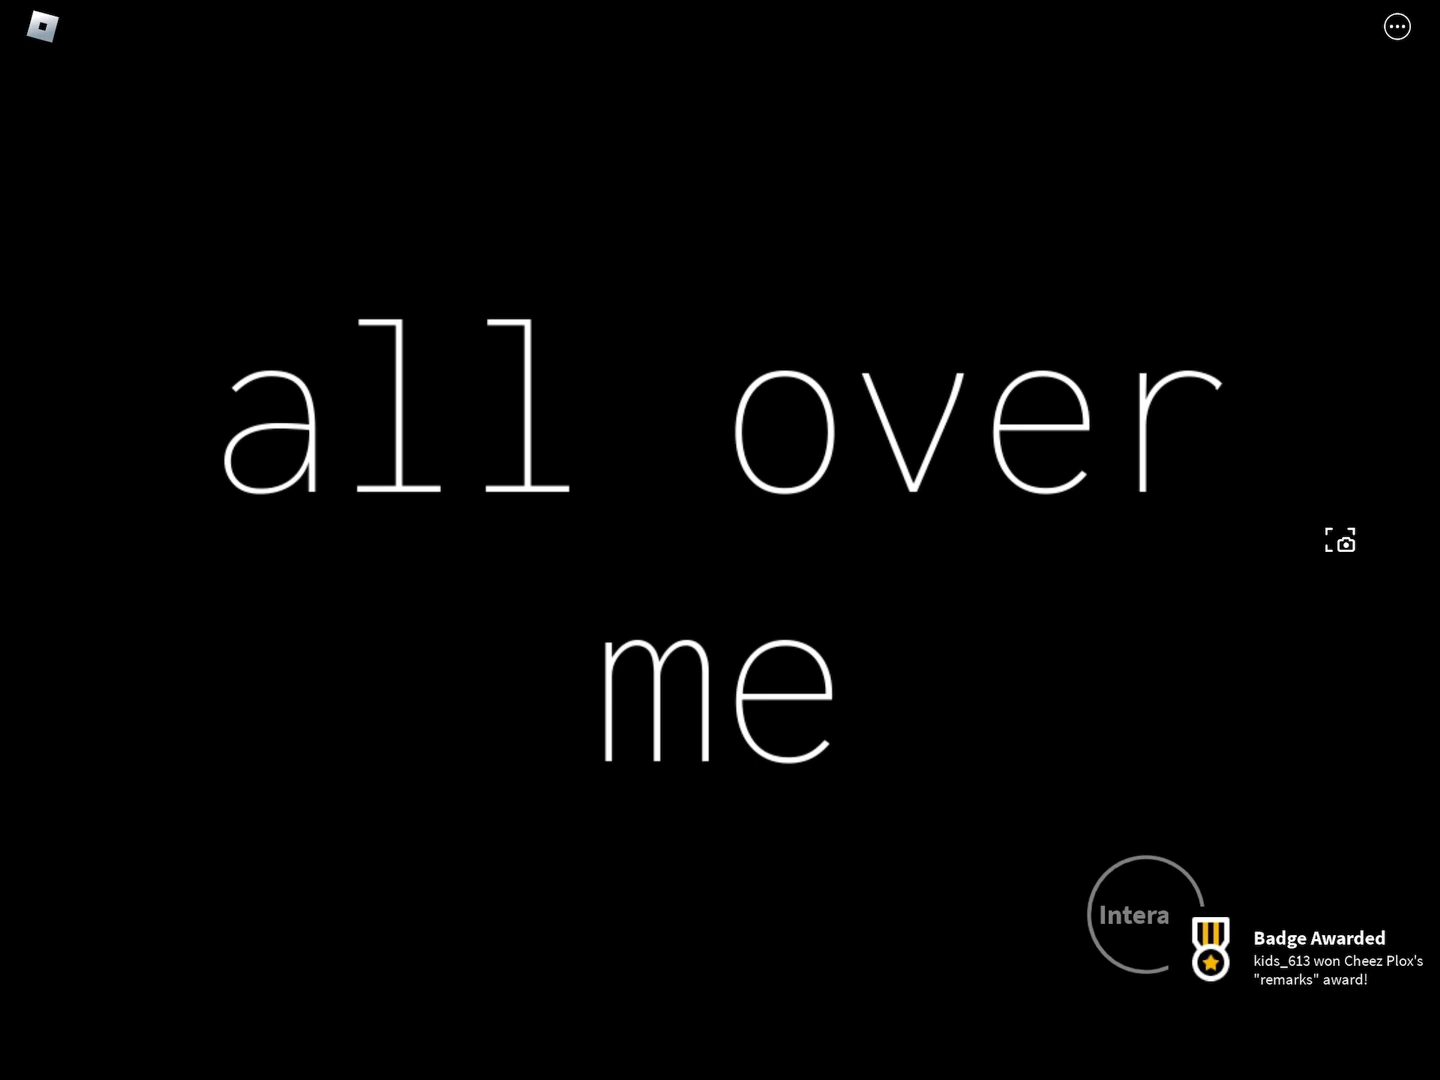 all over
me
Intera
Badge Awarded
kids_613 won Cheez Plox's
"remarks" award!